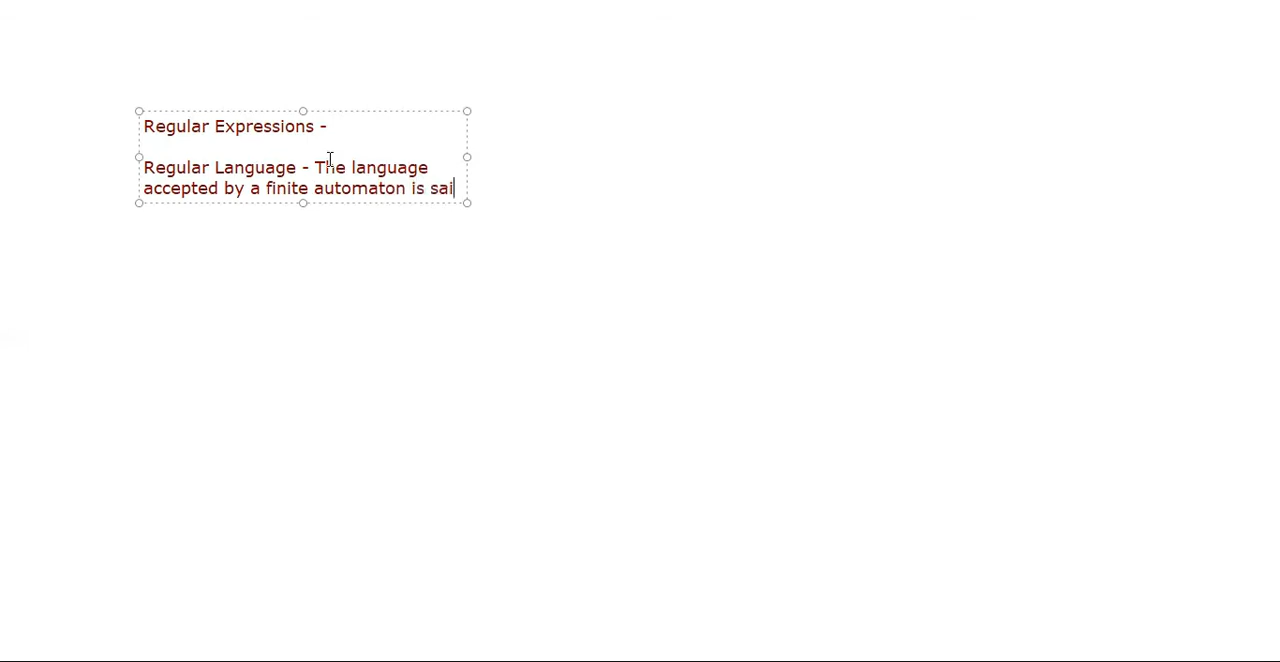 Regular Expressions -
Regular Language - The language
accepted by a finite automaton is sai